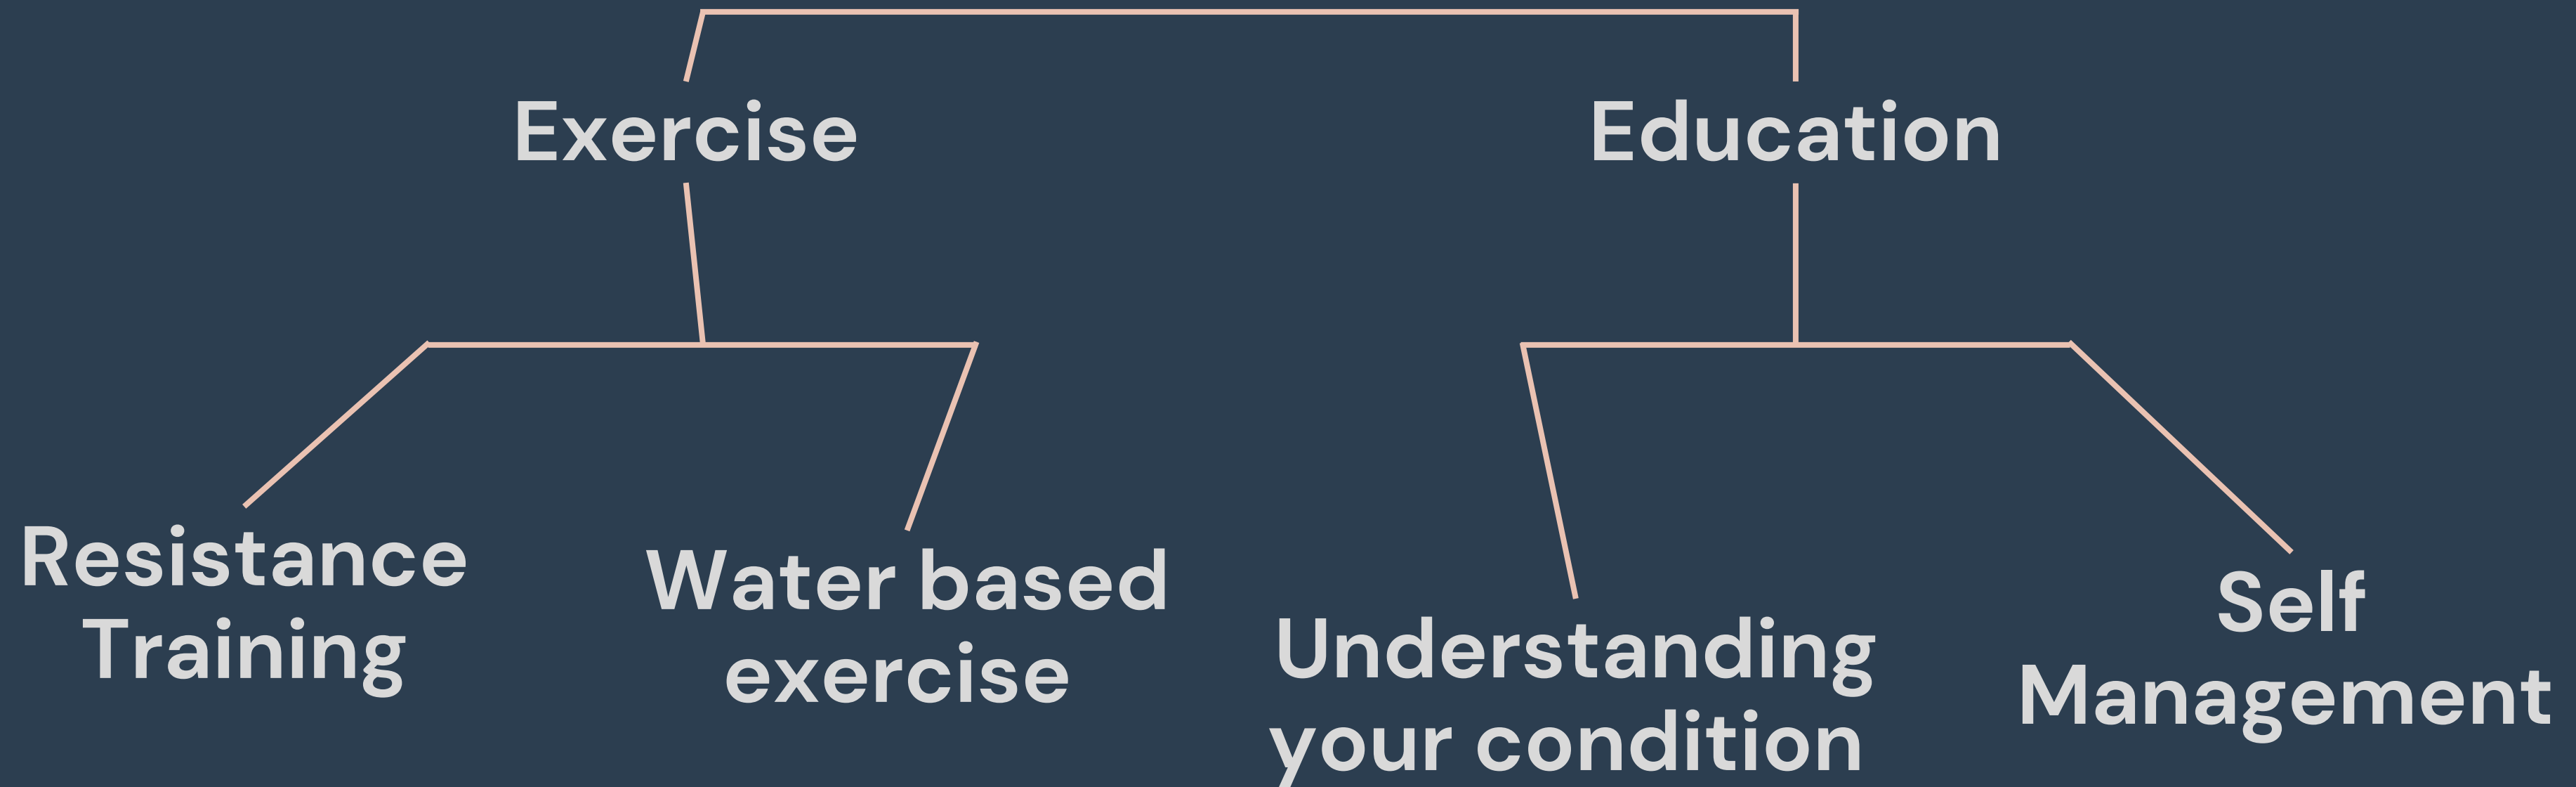 Exercise
Education
Resistance
Training
Water based
exercise
Understanding
your condition
Self
Management